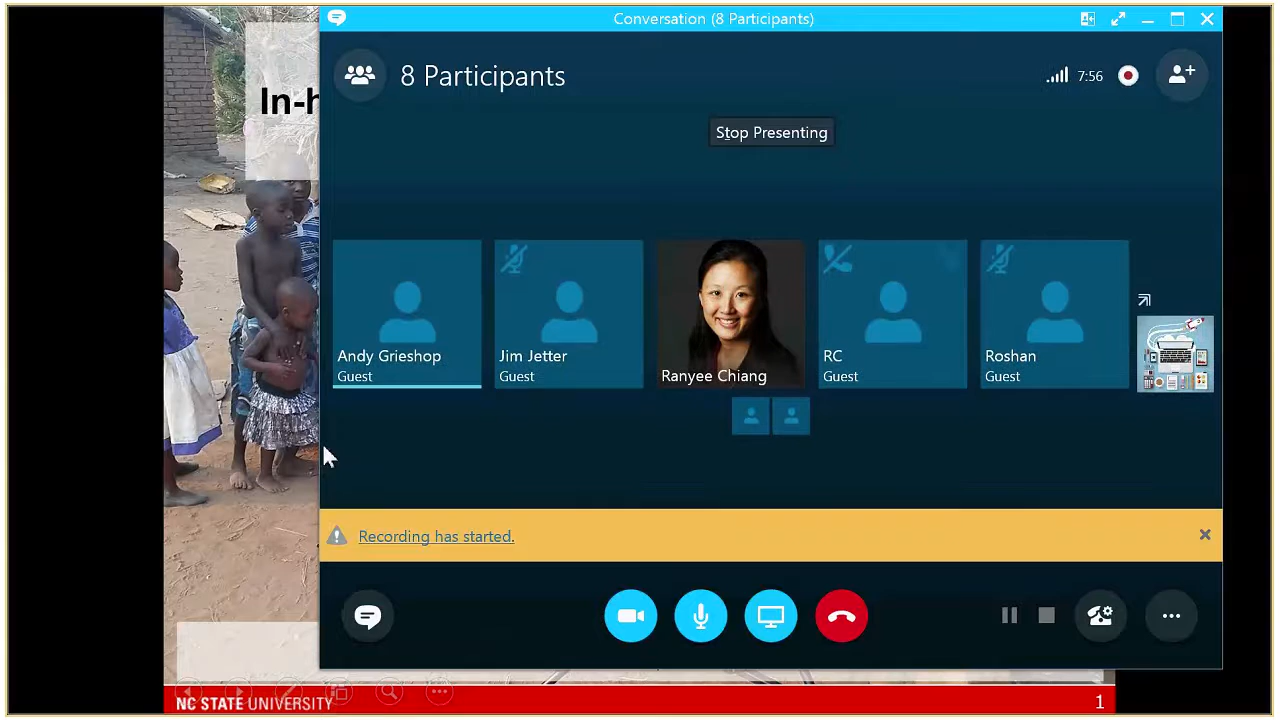 Conversation (8 Participants)
8 Participants
7:56
Stop Presenting
In-h
Andy Grieshop
Guest
Jim Jetter
Guest
Ranyee Chiang
RC
Guest
Roshan
Guest
Recording has started.
NC STATE UNIVERSITY
1